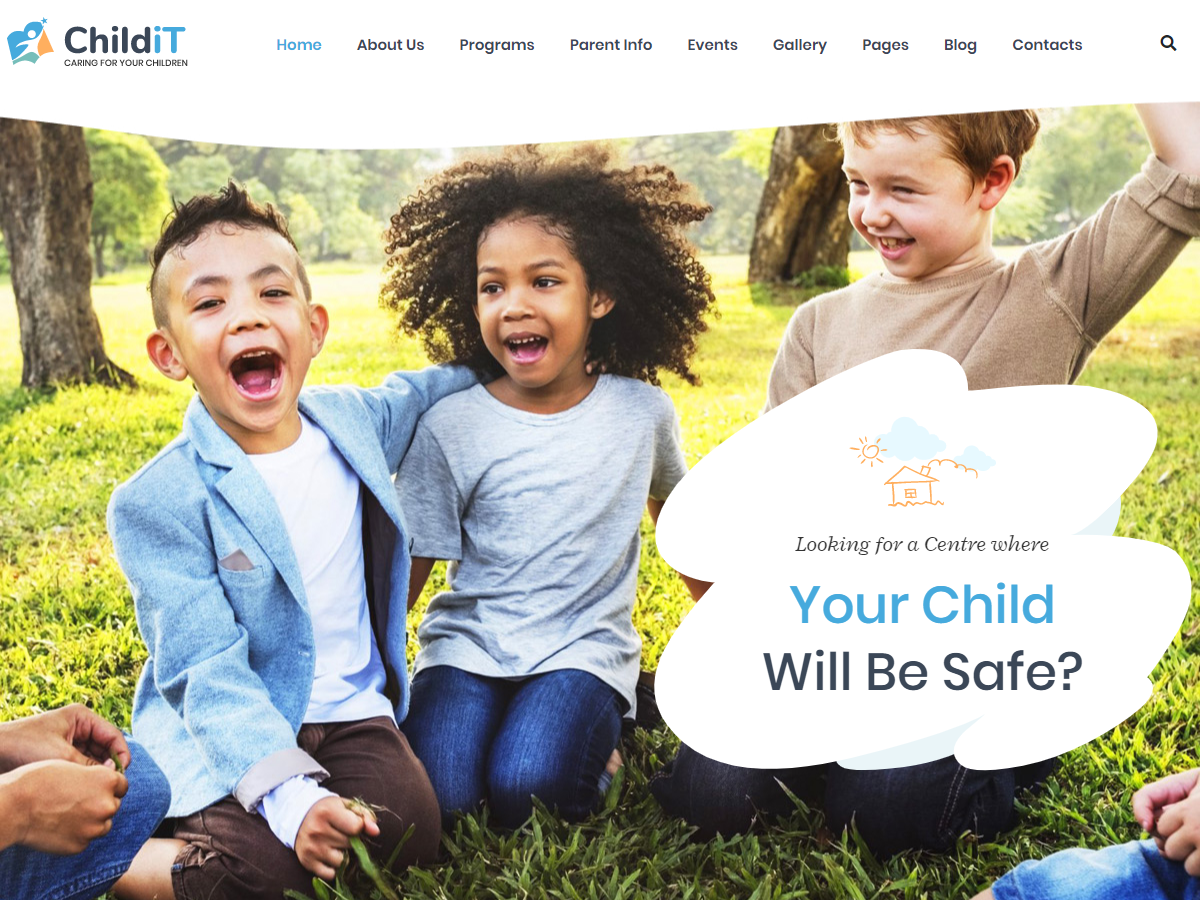 ChildiT
CARING FOR YOUR CHILDREN
Home About Us Programs Parent Info Events Gallery Pages Blog Contacts
Looking for a Centre where
Your Child
Will Be Safe?